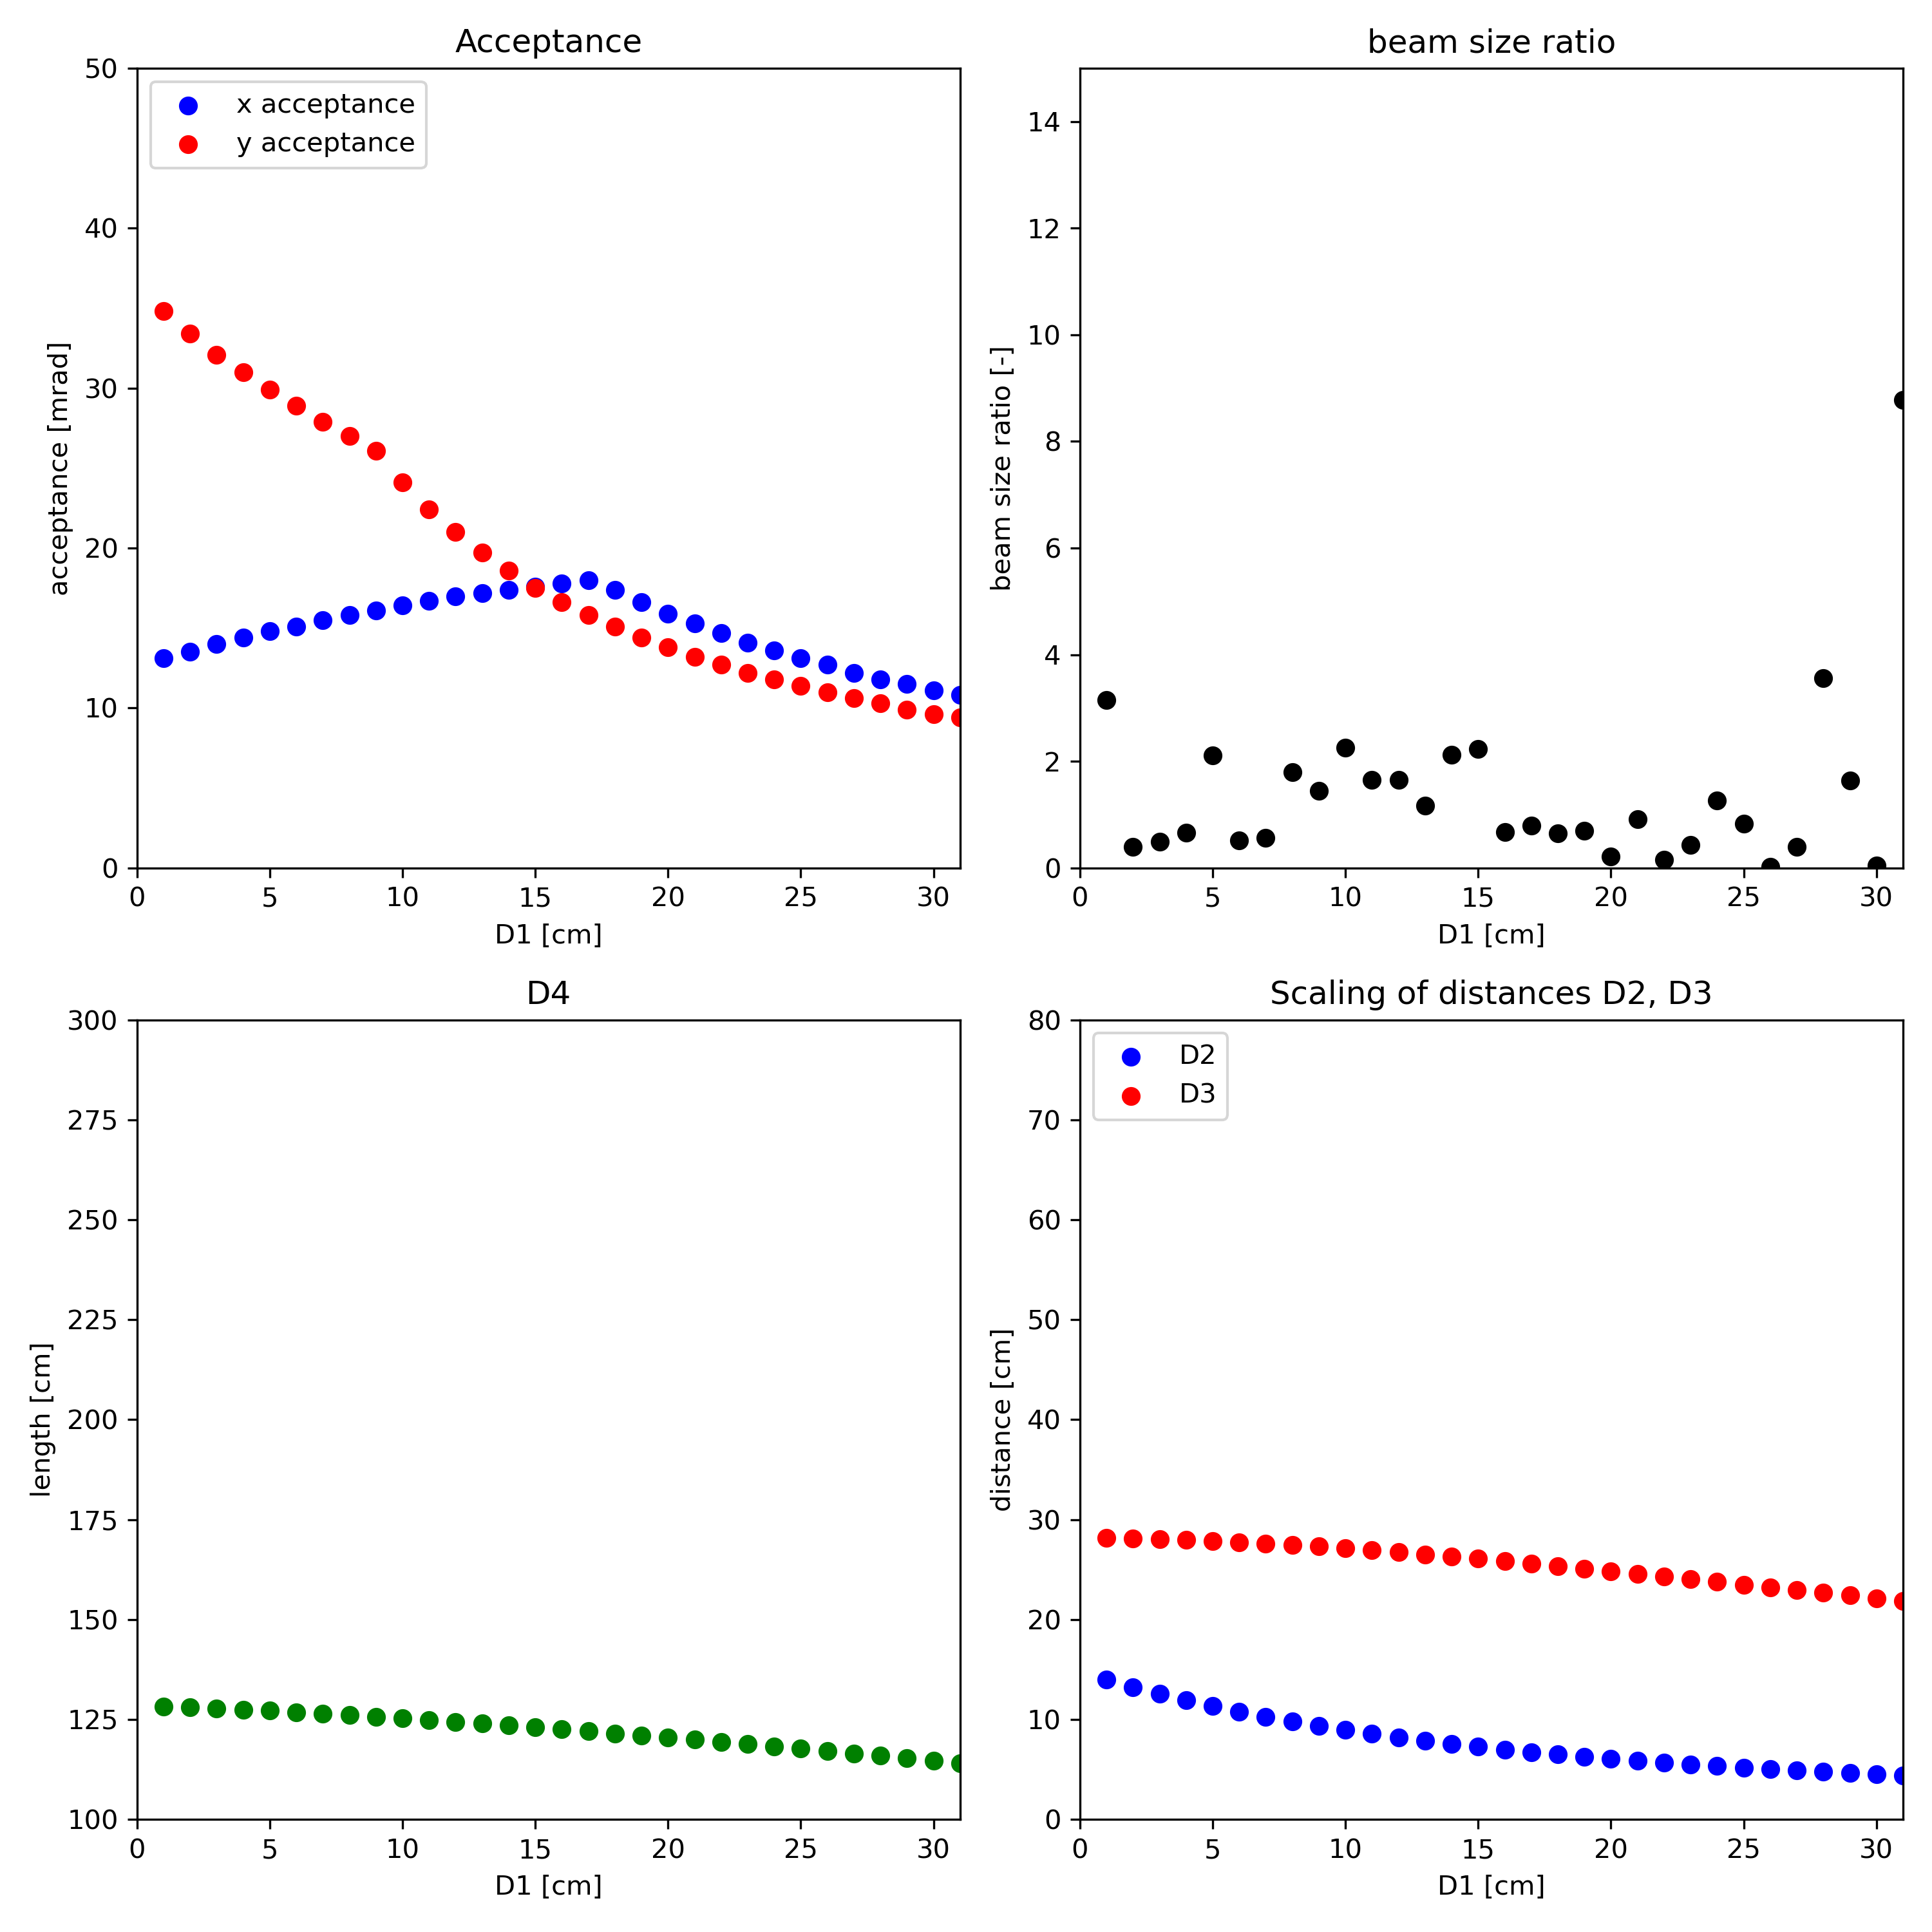 Acceptance
50
40
30
20
10
0
acceptance [mrad]
x acceptance
y acceptance
0 5 10 15 20 25 30
D1 [cm]
beam size ratio
14
12
10
8
6
4
2
0
beam size ratio [-]
0 5 10 15 20 25 30
D1 [cm]
D4
300
275
250
225
200
175
150
125
100
length [cm]
0 5 10 15 20 25 30
D1 [cm]
Scaling of distances D2, D3
80
70
60
50
40
30
20
10
0
distance [cm]
D2
D3
0 5 10 15 20 25 30
D1 [cm]